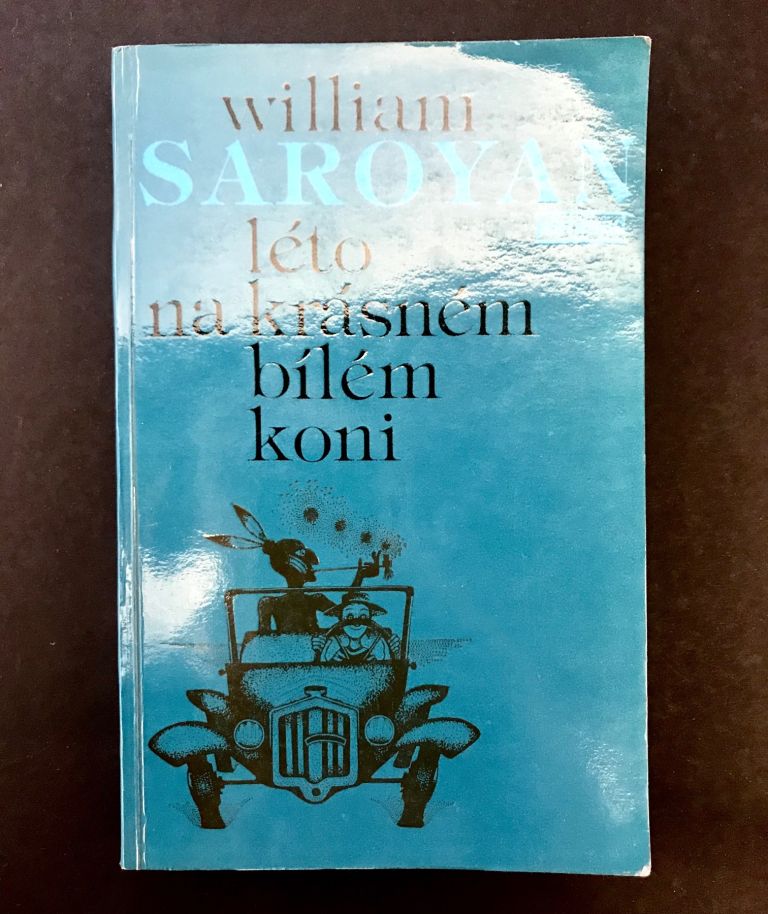 william
SAROYAN
léto
na krásném
bílém
koni